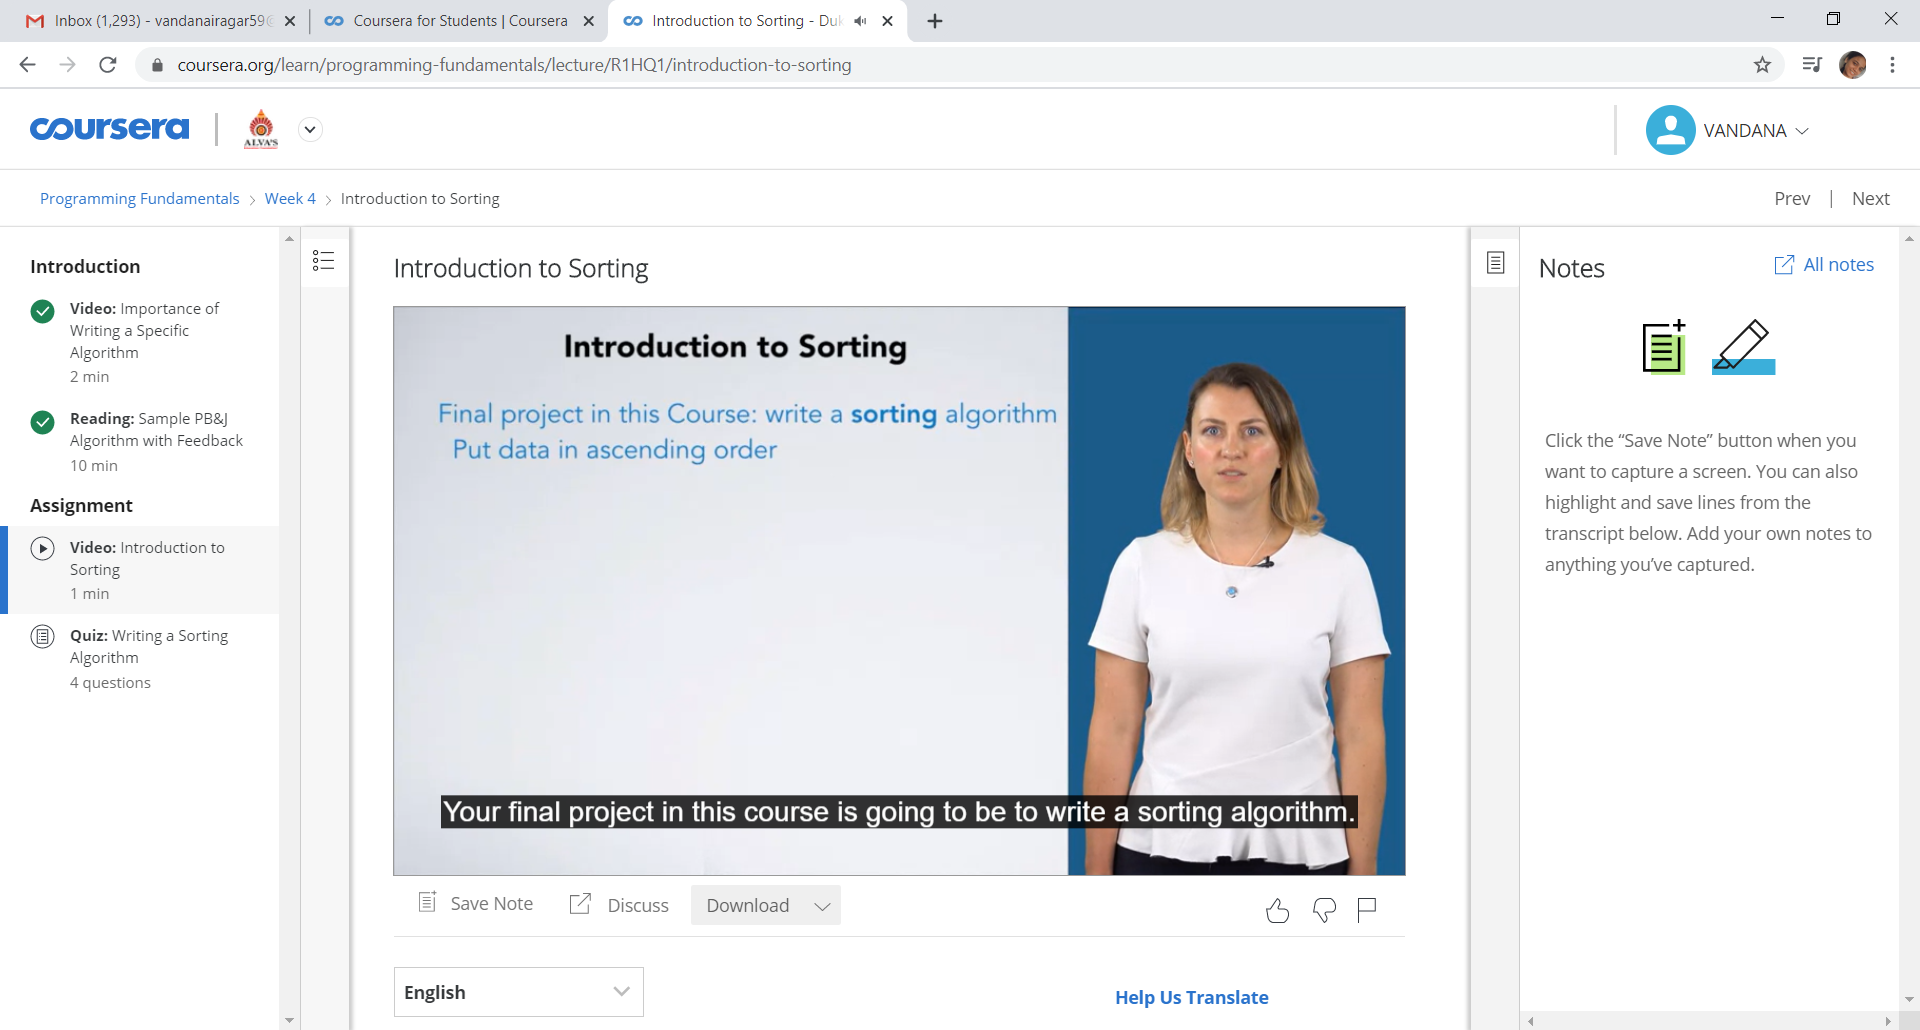 Inbox (1,293) - vandanairagar59
Coursera for Students | Coursera
Introduction to Sorting - Duk
coursera.org/learn/programming-fundamentals/lecture/R1HQ1/introduction-to-sorting
coursera
ALVA'S
VANDANA
Programming Fundamentals > Week 4 > Introduction to Sorting
Prev | Next
Introduction
Video: Importance of
Writing a Specific
Algorithm
2 min
Reading: Sample PB&J
Algorithm with Feedback
10 min
Assignment
Video: Introduction to
Sorting
1 min
Quiz: Writing a Sorting
Algorithm
4 questions
Introduction to Sorting
Introduction to Sorting
Final project in this Course: write a sorting algorithm
Put data in ascending order
Your final project in this course is going to be to write a sorting algorithm.
Save Note
Discuss
Download
English
Help Us Translate
Notes
All notes
Click the “Save Note” button when you
want to capture a screen. You can also
highlight and save lines from the
transcript below. Add your own notes to
anything you’ve captured.